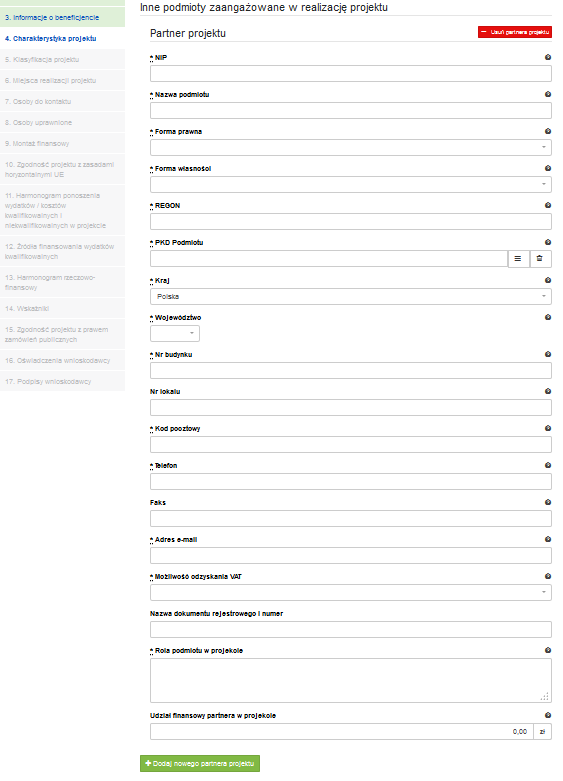 3. Informacje o beneficjencie
4. Charakterystyka projektu
5. Klasyfikacja projektu
6. Miejsca realizacji projektu
7. Osoby do kontaktu
8. Osoby uprawnione
9. Montaż finansowy
10. Zgodność projektu z zasadami
horyzontalnymi UE
11. Harmonogram ponoszenia
wydatków / kosztów
kwalifikowalnych i
niekwalifikowalnych w projekcie
12. Źródła finansowania wydatków
kwalifikowalnych
13. Harmonogram rzeczowo-
finansowy
14. Wskaźniki
15. Zgodność projektu z prawem
zamówień publicznych
16. Oświadczenia wnioskodawcy
17. Podpisy wnioskodawcy
Inne podmioty zaangażowane w realizację projektu
Partner projektu
Usuń partnera projektu
* NIP
* Nazwa podmiotu
* Forma prawna
* Forma własności
* REGON
* PKD Podmiotu
* Kraj
Polska
* Województwo
* Nr budynku
Nr lokalu
* Kod pocztowy
* Telefon
Faks
* Adres e-mail
* Możliwość odzyskania VAT
Nazwa dokumentu rejestrowego i numer
* Rola podmiotu w projekcie
Udział finansowy partnera w projekcie
0,00 zł
+ Dodaj nowego partnera projektu